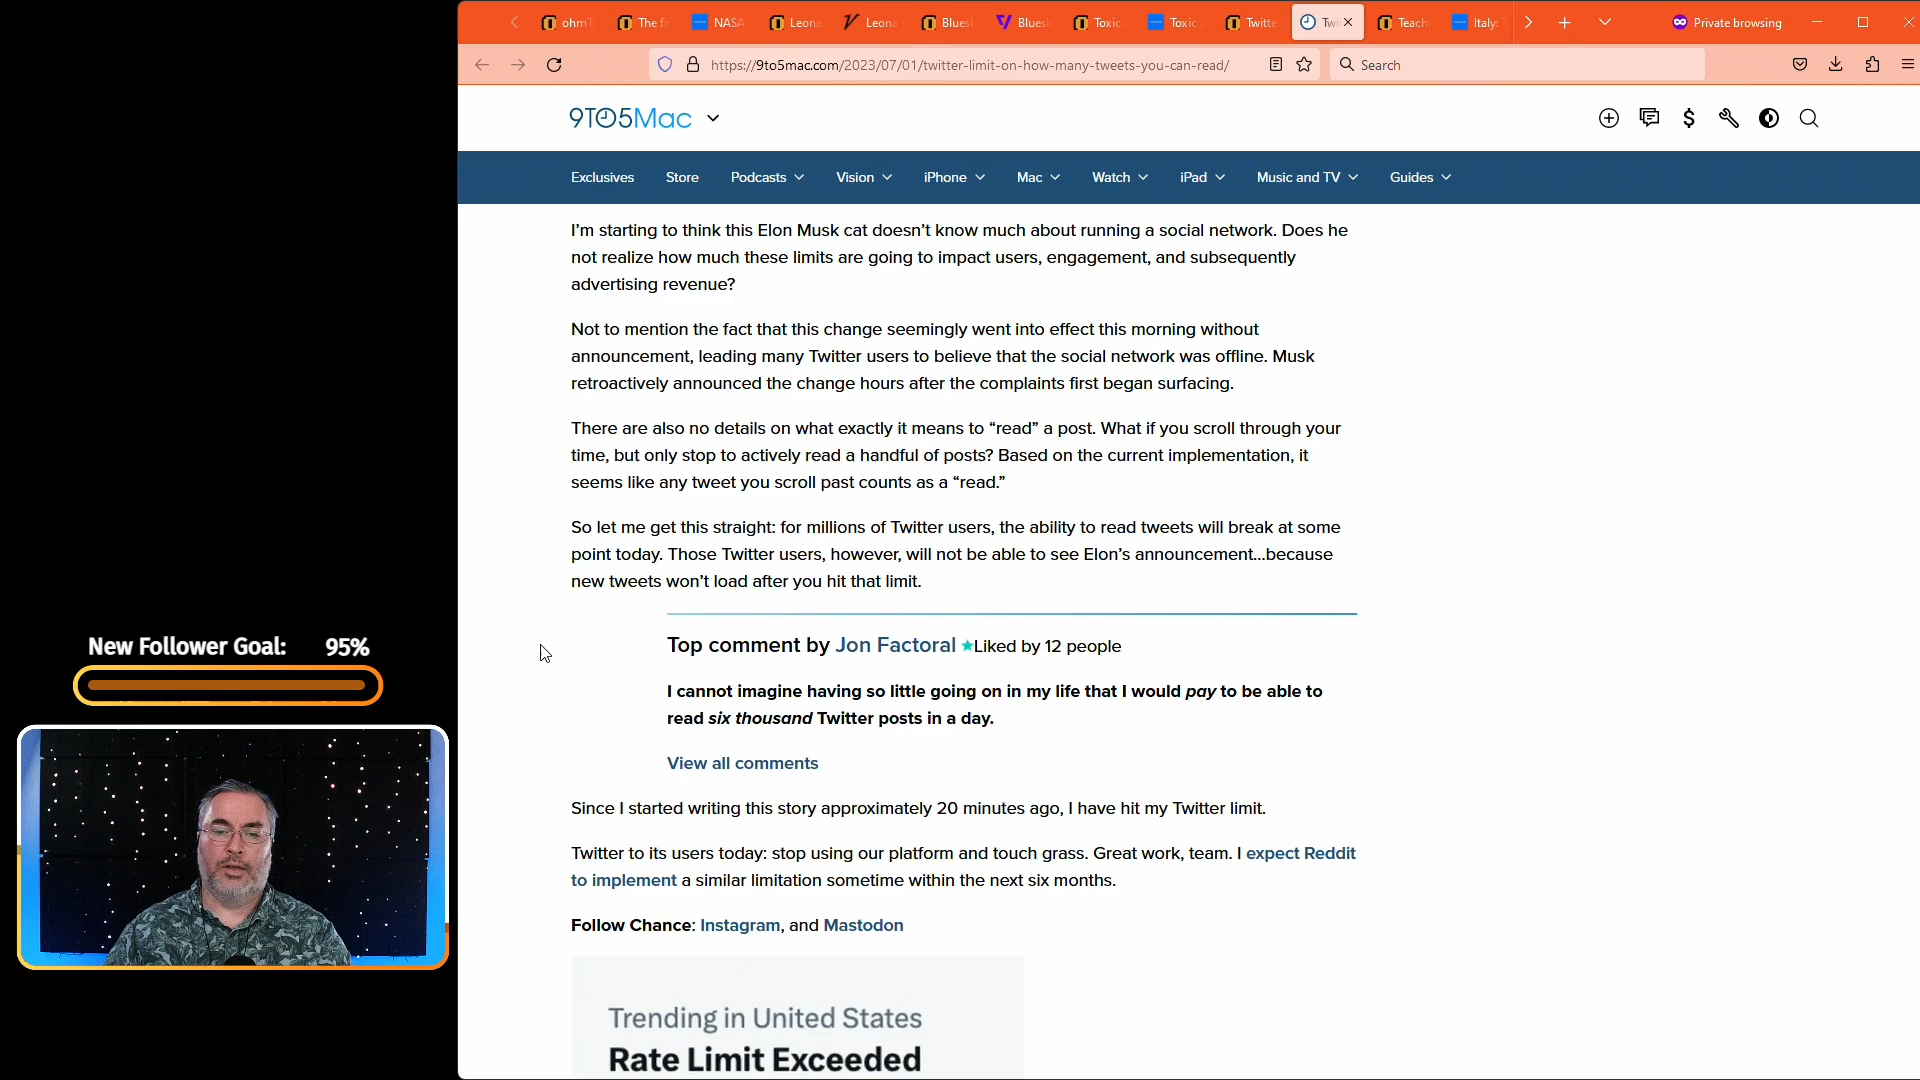 ohmT
The fi
NASA
Leona
Leona
Blues
Blues
Toxic
Toxic
Twitte
Tw
Teach
Italy:
Private browsing
https://9to5mac.com/2023/07/01/twitter-limit-on-how-many-tweets-you-can-read/
Search
9TO5Mac
Exclusives
Store
Podcasts
Vision
iPhone
Mac
Watch
iPad
Music and TV
Guides
I’m starting to think this Elon Musk cat doesn’t know much about running a social network. Does he
not realize how much these limits are going to impact users, engagement, and subsequently
advertising revenue?
Not to mention the fact that this change seemingly went into effect this morning without
announcement, leading many Twitter users to believe that the social network was offline. Musk
retroactively announced the change hours after the complaints first began surfacing.
There are also no details on what exactly it means to “read” a post. What if you scroll through your
time, but only stop to actively read a handful of posts? Based on the current implementation, it
seems like any tweet you scroll past counts as a “read.”
So let me get this straight: for millions of Twitter users, the ability to read tweets will break at some
point today. Those Twitter users, however, will not be able to see Elon’s announcement…because
new tweets won’t load after you hit that limit.
Top comment by Jon Factoral ★Liked by 12 people
I cannot imagine having so little going on in my life that I would pay to be able to
read six thousand Twitter posts in a day.
View all comments
Since I started writing this story approximately 20 minutes ago, I have hit my Twitter limit.
Twitter to its users today: stop using our platform and touch grass. Great work, team. I expect Reddit
to implement a similar limitation sometime within the next six months.
Follow Chance: Instagram, and Mastodon
Trending in United States
Rate Limit Exceeded
New Follower Goal: 95%